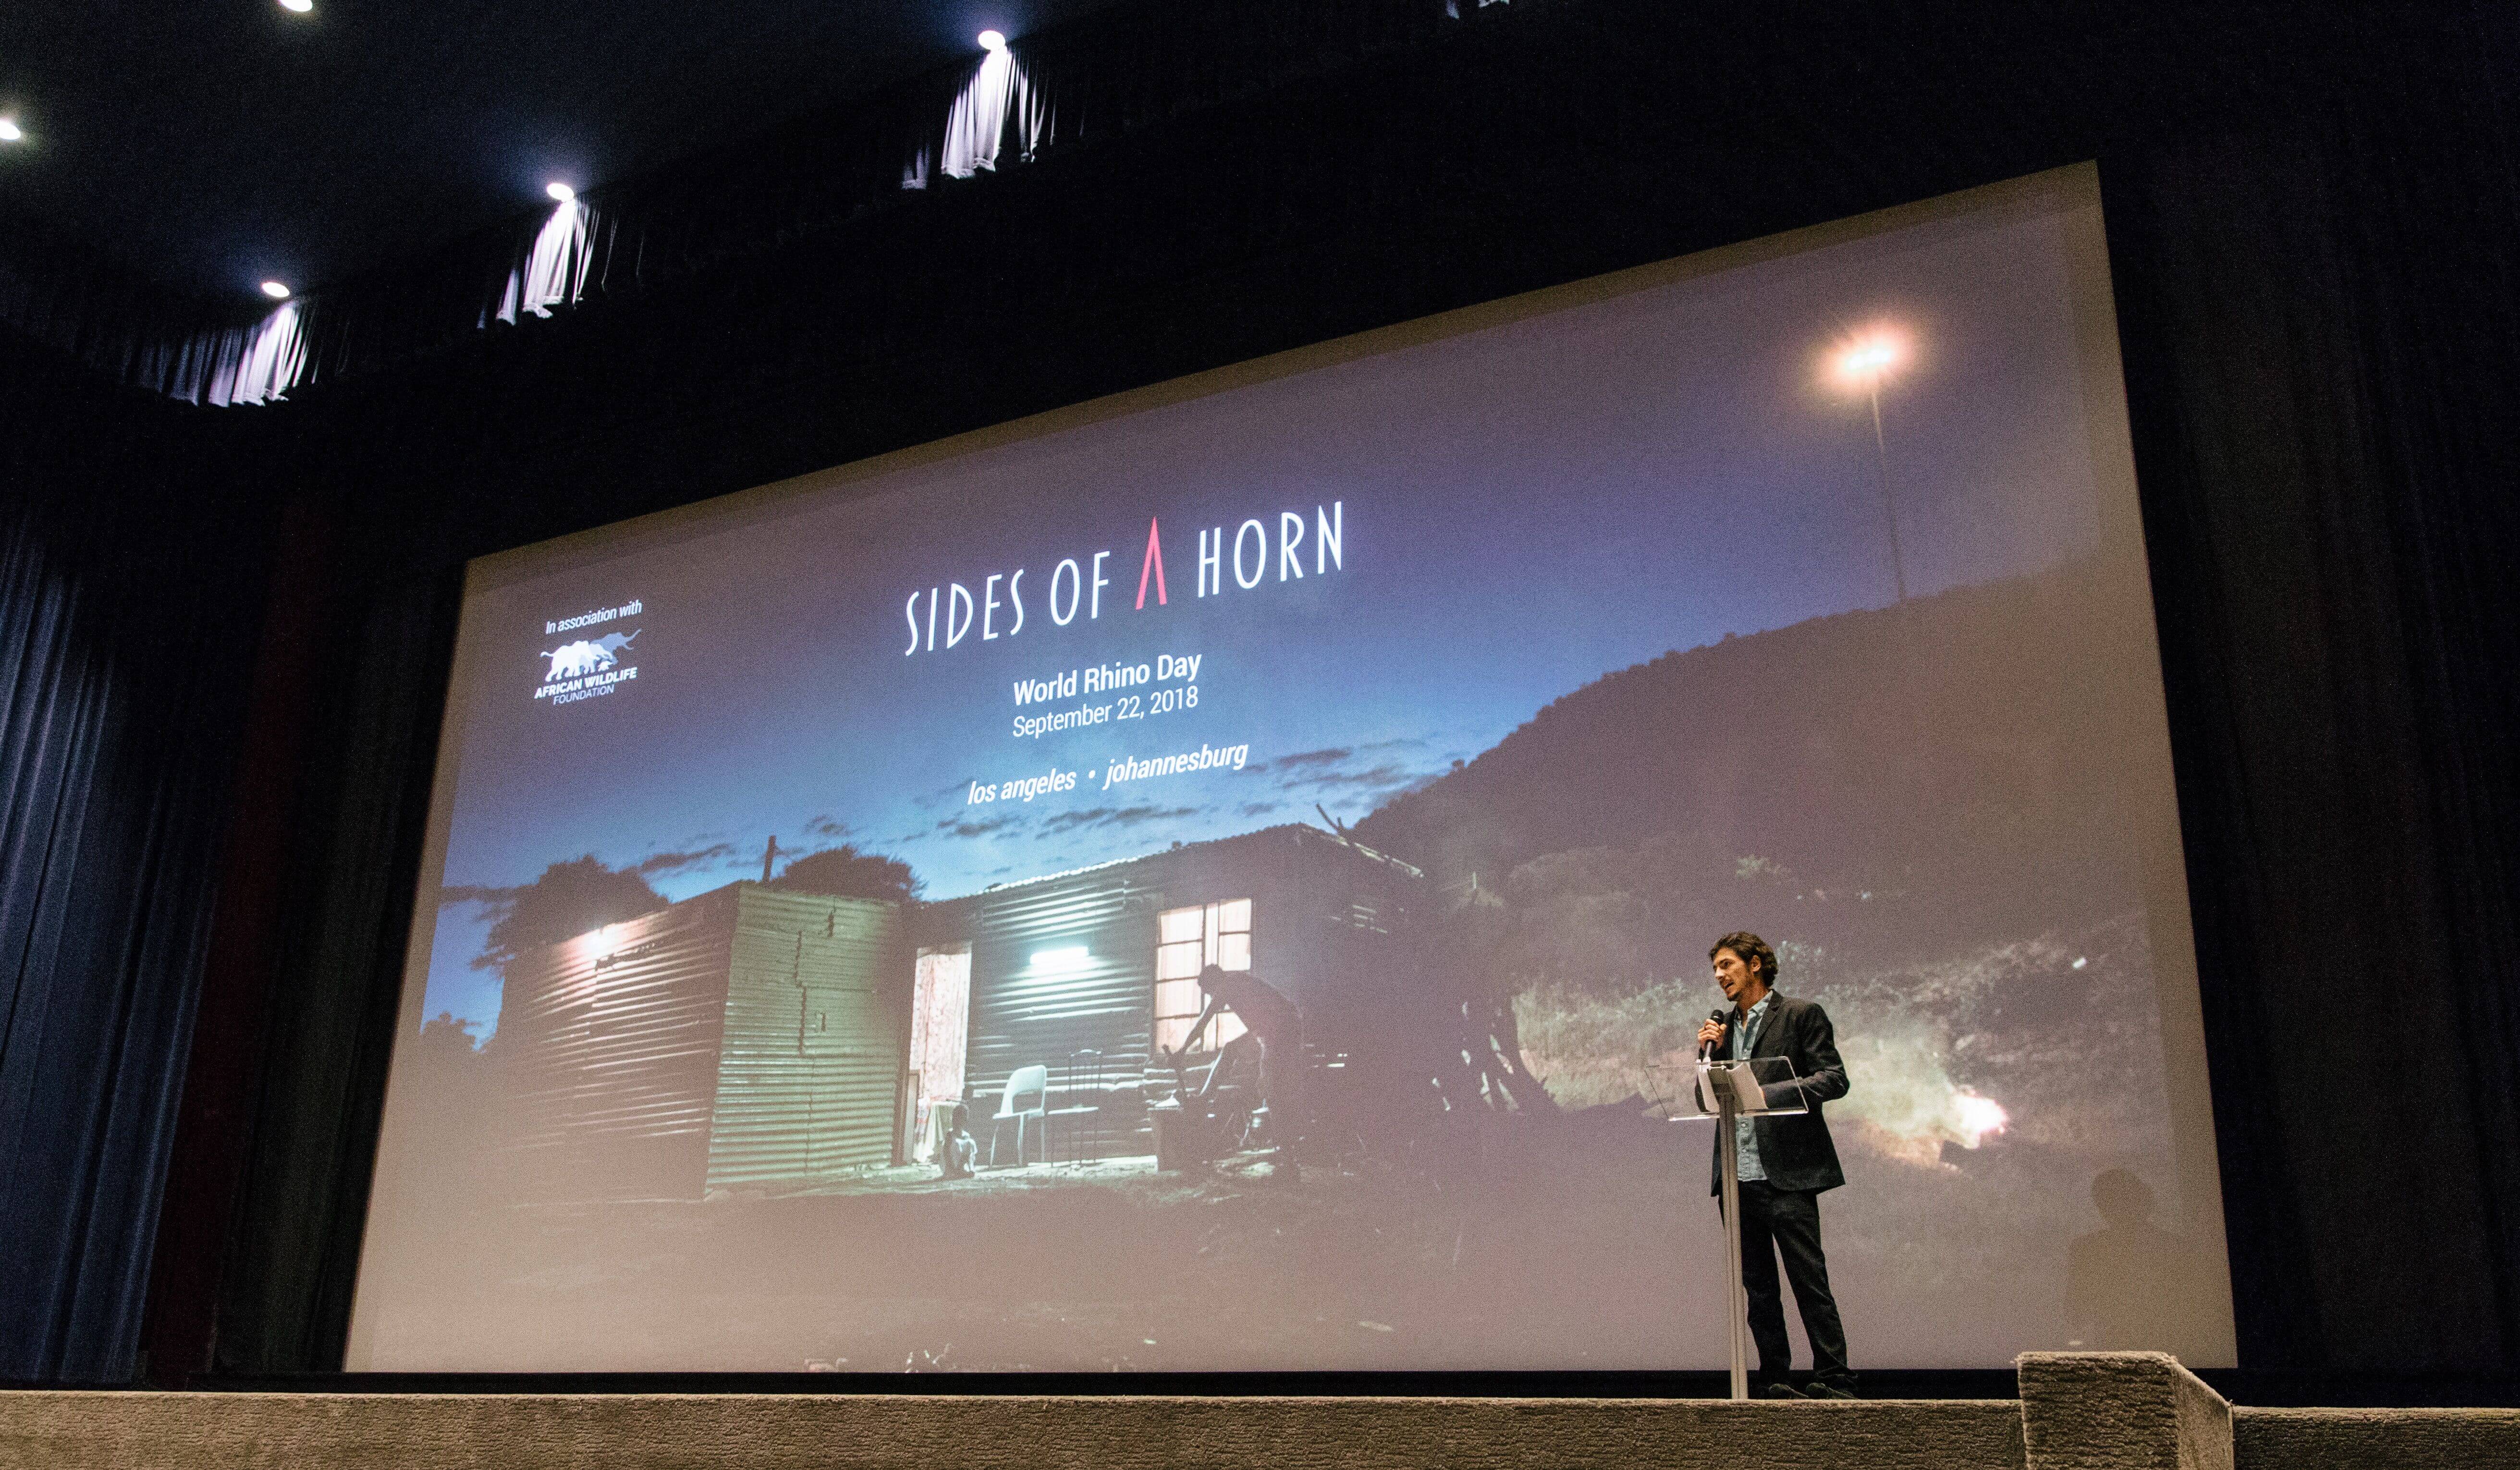 In association with
AFRICAN WILDLIFE
FOUNDATION
SIDES OF A HORN
World Rhino Day
September 22, 2018
los angeles • johannesburg